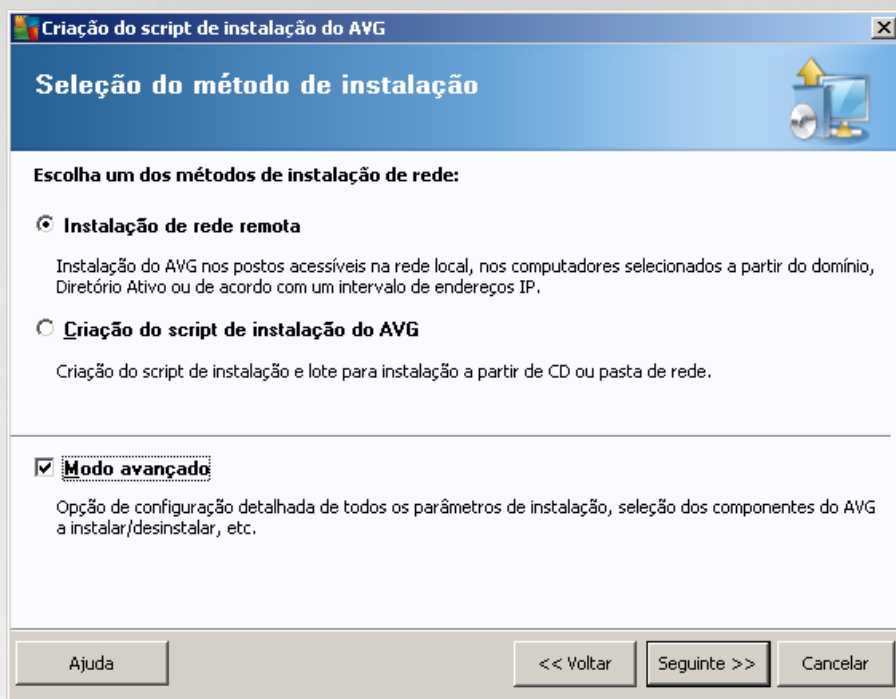 Criação do script de instalação do AVG
Seleção do método de instalação
Escolha um dos métodos de instalação de rede:
Instalação de rede remota
Instalação do AVG nos postos acessíveis na rede local, nos computadores selecionados a partir do domínio,
Diretório Ativo ou de acordo com um intervalo de endereços IP.
Criação do script de instalação do AVG
Criação do script de instalação e lote para instalação a partir de CD ou pasta de rede.
Modo avançado
Opção de configuração detalhada de todos os parâmetros de instalação, seleção dos componentes do AVG
a instalar/desinstalar, etc.
Ajuda
<< Voltar
Seguinte >>
Cancelar